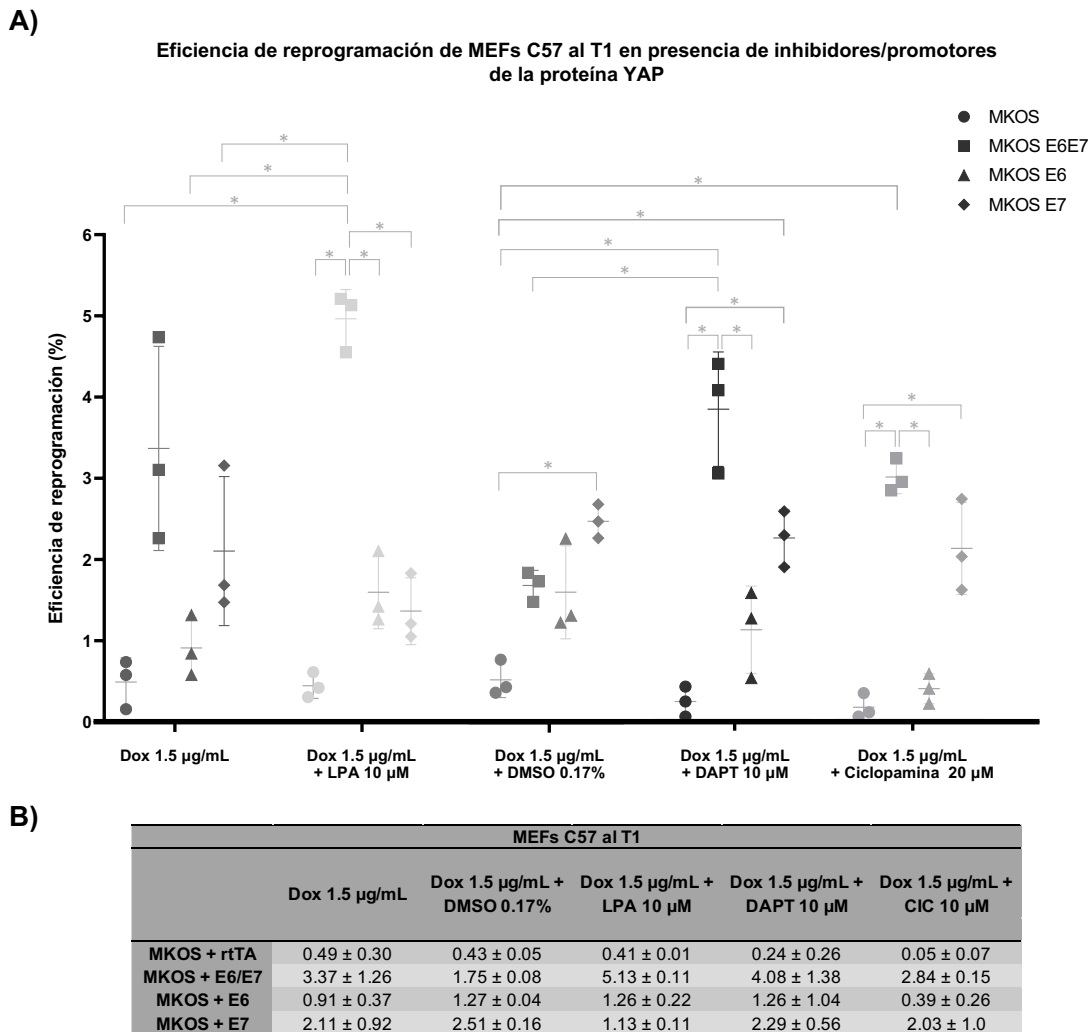 A)
Eficiencia de reprogramación de MEFs C57 al T1 en presencia de inhibidores/promotores
de la proteína YAP
MKOS
MKOS E6E7
MKOS E6
MKOS E7
* * * * * * * * * * * * * * * * * *
Eficiencia de reprogramación (%)
6
5
4
3
2
1
0
Dox 1.5 µg/mL
Dox 1.5 µg/mL
+ LPA 10 µM
Dox 1.5 µg/mL
+ DMSO 0.17%
Dox 1.5 µg/mL
+ DAPT 10 µM
Dox 1.5 µg/mL
+ Ciclopamina 20 µM
B)
MEFs C57 al T1
Dox 1.5 µg/mL Dox 1.5 µg/mL + Dox 1.5 µg/mL + Dox 1.5 µg/mL + Dox 1.5 µg/mL +
DMSO 0.17% LPA 10 µM DAPT 10 µM CIC 10 µM
MKOS + rtTA 0.49 ± 0.30 0.43 ± 0.05 0.41 ± 0.01 0.24 ± 0.26 0.05 ± 0.07
MKOS + E6/E7 3.37 ± 1.26 1.75 ± 0.08 5.13 ± 0.11 4.08 ± 1.38 2.84 ± 0.15
MKOS + E6 0.91 ± 0.37 1.27 ± 0.04 1.26 ± 0.22 1.26 ± 1.04 0.39 ± 0.26
MKOS + E7 2.11 ± 0.92 2.51 ± 0.16 1.13 ± 0.11 2.29 ± 0.56 2.03 ± 1.0